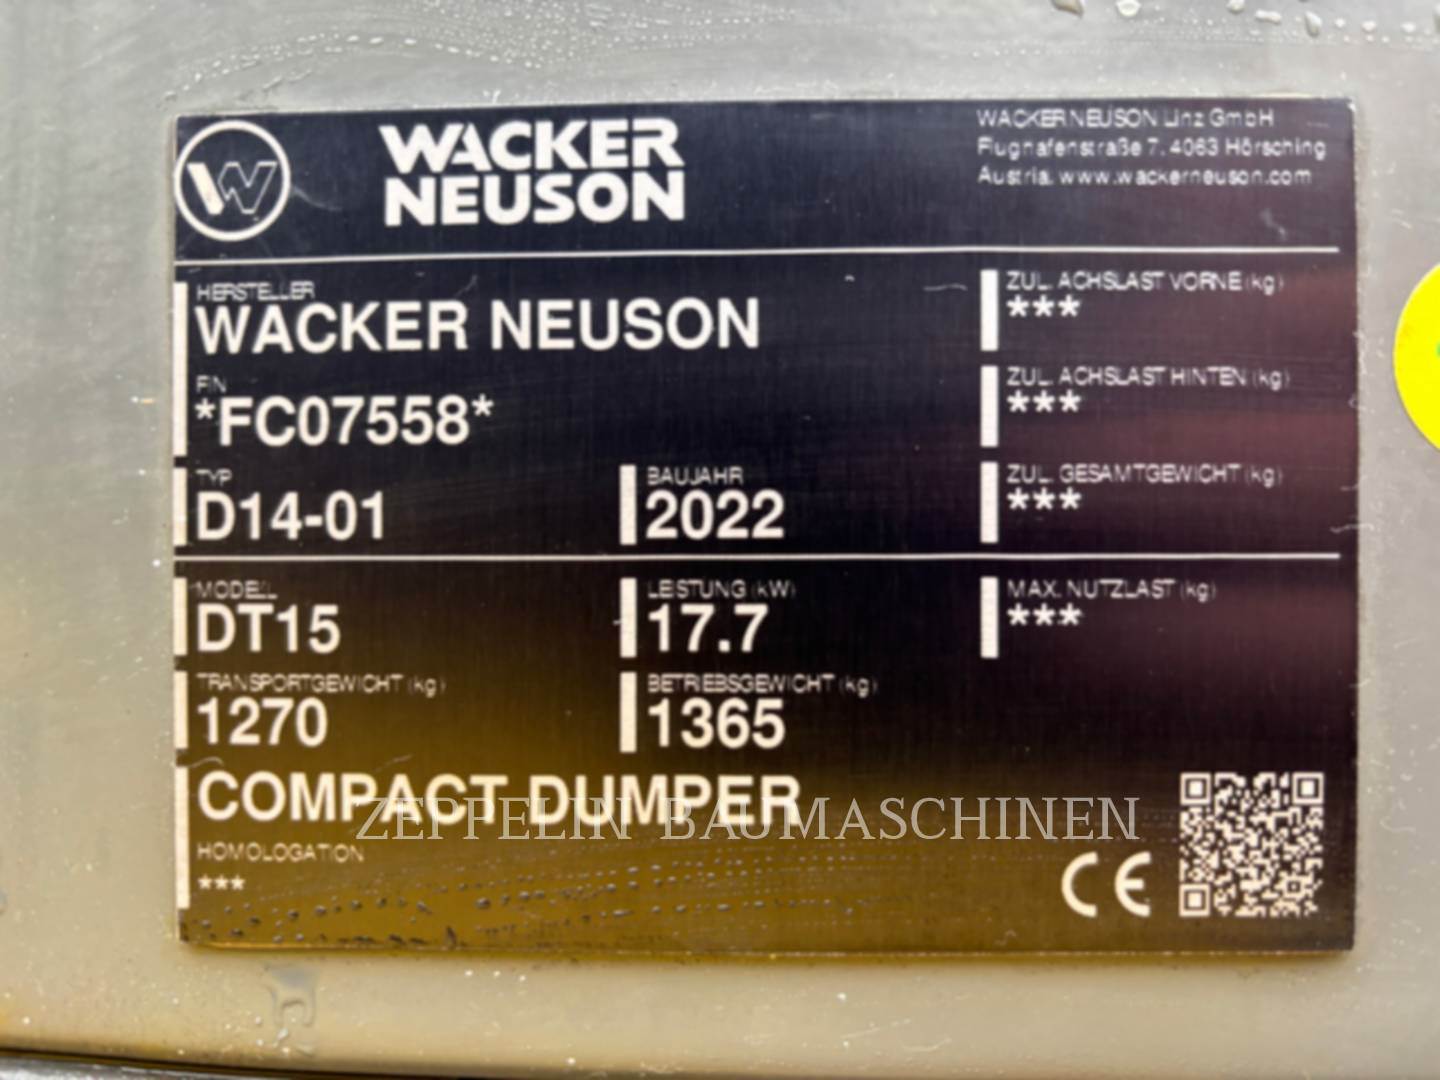 WACKER
NEUSON
WACKER NEUSON Linz GmbH
Flughafenstraße 7, 4063 Hörsching
Austria, www.wackerneuson.com
HERSTELLER
WACKER NEUSON
FIN
*FC07558*
TYP
D14-01
BAUJAHR
2022
ZUL. ACHSLAST VORNE (kg)
***
ZUL. ACHSLAST HINTEN (kg)
***
ZUL. GESAMTGEWICHT (kg)
***
MODELL
DT15
LEISTUNG (kW)
17.7
MAX. NUTZLAST (kg)
***
TRANSPORTGEWICHT (kg)
1270
BETRIEBSGEWICHT (kg)
1365
COMPACT DUMPER
ZEPPELIN BAUMASCHINEN
HOMOLOGATION
***
CE